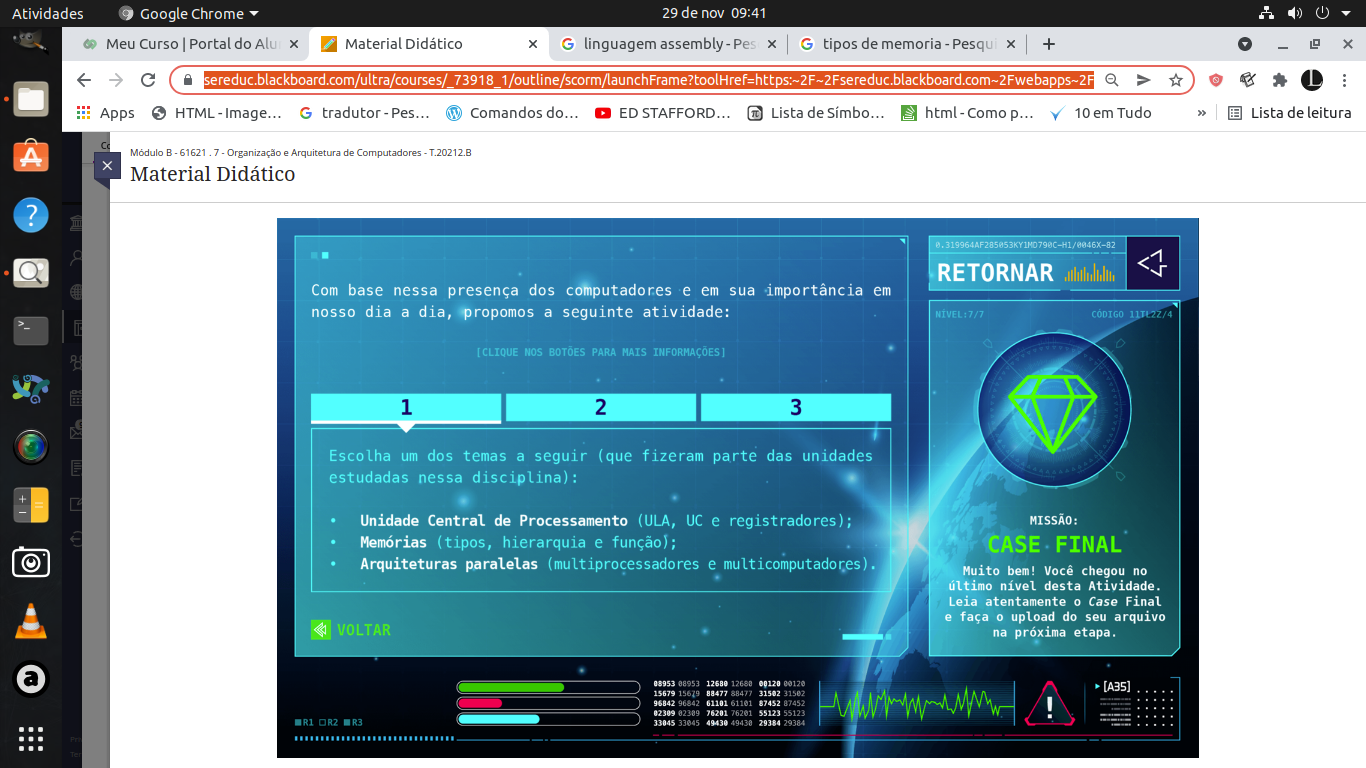 Atividades
Google Chrome
29 de nov 09:41
Meu Curso | Portal do Alu
Material Didático
linguagem assembly - Pes
tipos de memoria - Pesqui
sereduc.blackboard.com/ultra/courses/_73918_1/outline/scorm/launchFrame?toolHref=https:~2F~2Fsereduc.blackboard.com~2Fwebapps~2F
Apps
HTML - Image…
tradutor - Pes…
Comandos do…
ED STAFFORD…
Lista de Símbo…
html - Como p…
10 em Tudo
»
Lista de leitura
Módulo B - 61621 . 7 - Organização e Arquitetura de Computadores - T.20212.B
Material Didático
Com base nessa presença dos computadores e em sua importância em
nosso dia a dia, propomos a seguinte atividade:
[CLIQUE NOS BOTÕES PARA MAIS INFORMAÇÕES]
1
2
3
Escolha um dos temas a seguir (que fizeram parte das unidades
estudadas nessa disciplina):
• Unidade Central de Processamento (ULA, UC e registradores);
• Memórias (tipos, hierarquia e função);
• Arquiteturas paralelas (multiprocessadores e multicomputadores).
VOLTAR
0.319964AF285053KY1MD790C-H1/0046X-82
RETORNAR
NÍVEL:7/7
CÓDIGO 11TL2Z/4
MISSÃO:
CASE FINAL
Muito bem! Você chegou no
último nível desta Atividade.
Leia atentamente o Case Final
e faça o upload do seu arquivo
na próxima etapa.
R1 R2 R3
08953 08953 12680 12680 00120 00120
15679 15679 88477 88477 31502 31502
96842 96842 61101 61101 87452 87452
02309 02309 76201 76201 55123 55123
33045 33045 49430 49430 29384 29384
[A35]